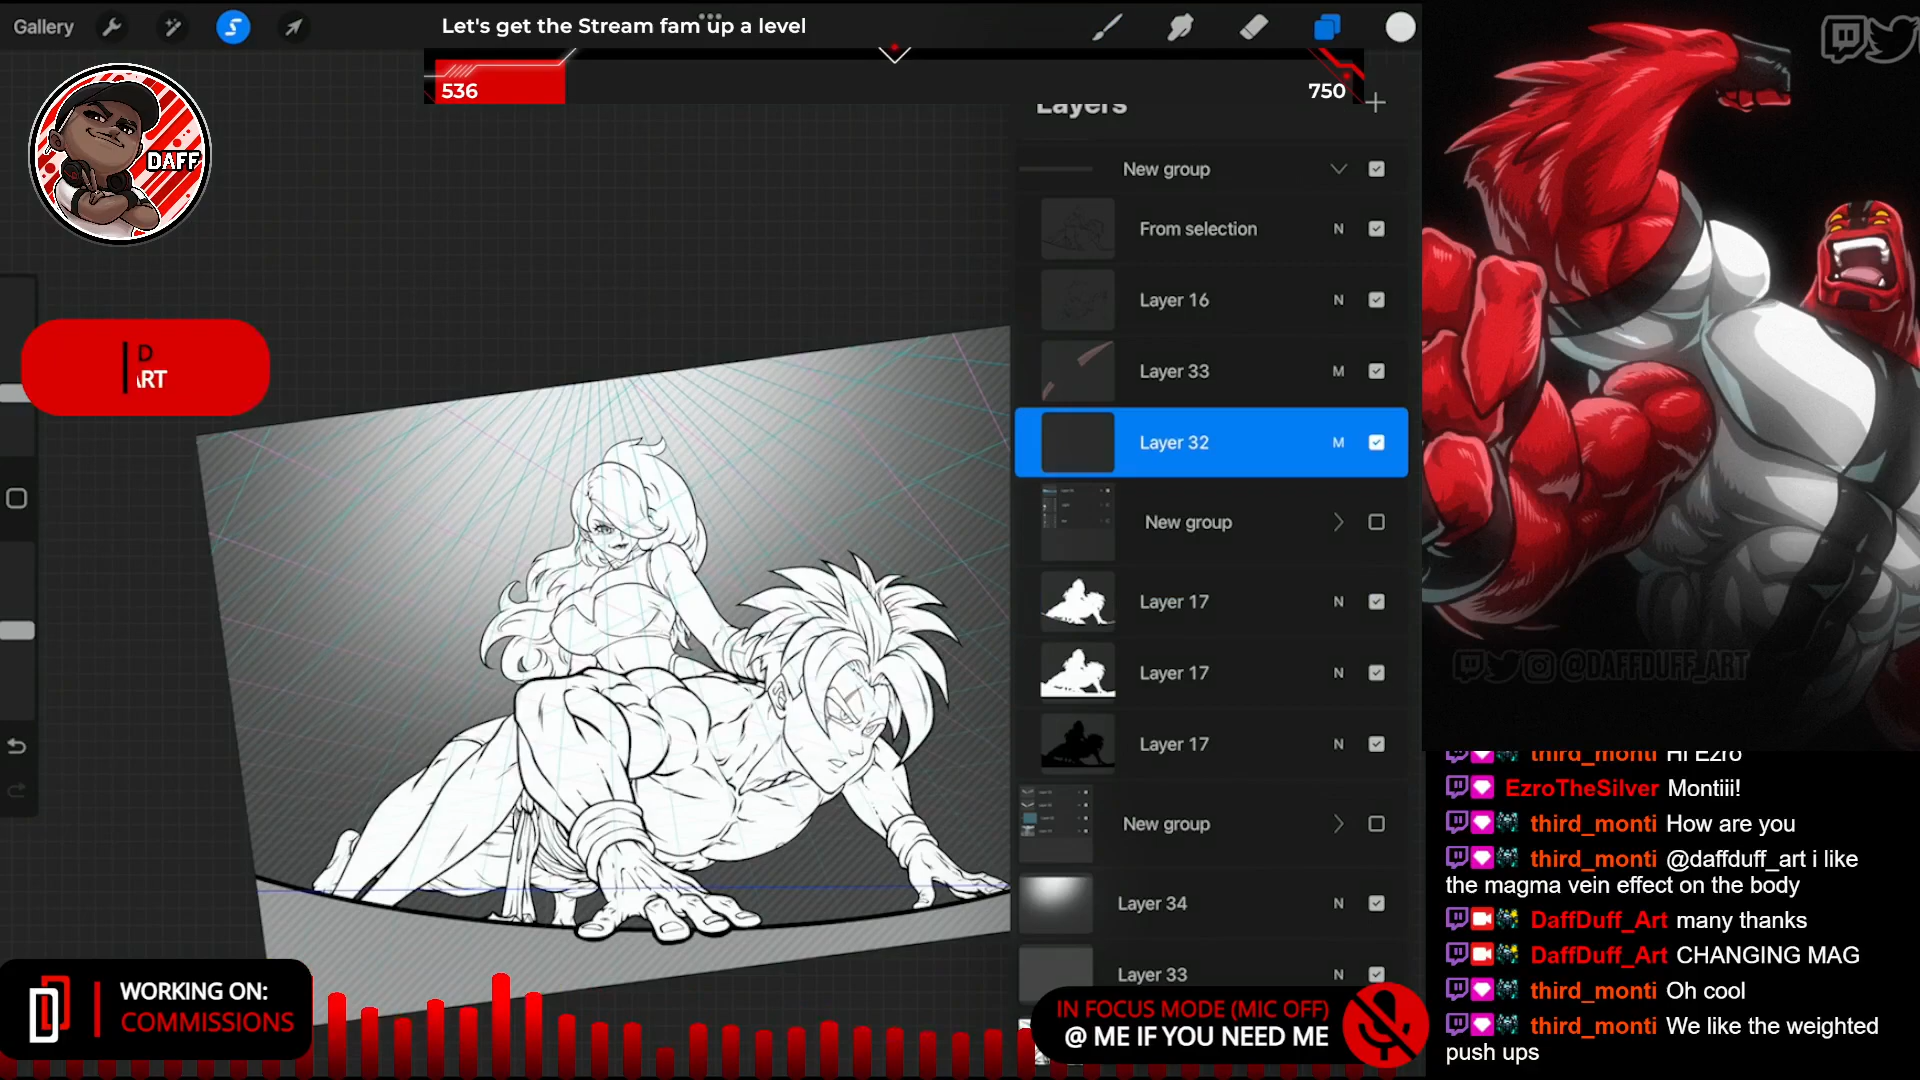 Gallery
Let's get the Stream fam up a level
536
750
DAFF
D
ART
Layers
New group
From selection N
Layer 16 N
Layer 33 M
Layer 32 M
New group
Layer 17 N
Layer 17 N
Layer 17 N
New group
Layer 34 N
Layer 33 N
WORKING ON:
COMMISSIONS
IN FOCUS MODE (MIC OFF)
@ ME IF YOU NEED ME
@DAFFDUFF_ART
third_monti Hi Ezro
EzroTheSilver Montiii!
third_monti How are you
third_monti @daffduff_art i like
the magma vein effect on the body
DaffDuff_Art many thanks
DaffDuff_Art CHANGING MAG
third_monti Oh cool
third_monti We like the weighted
push ups